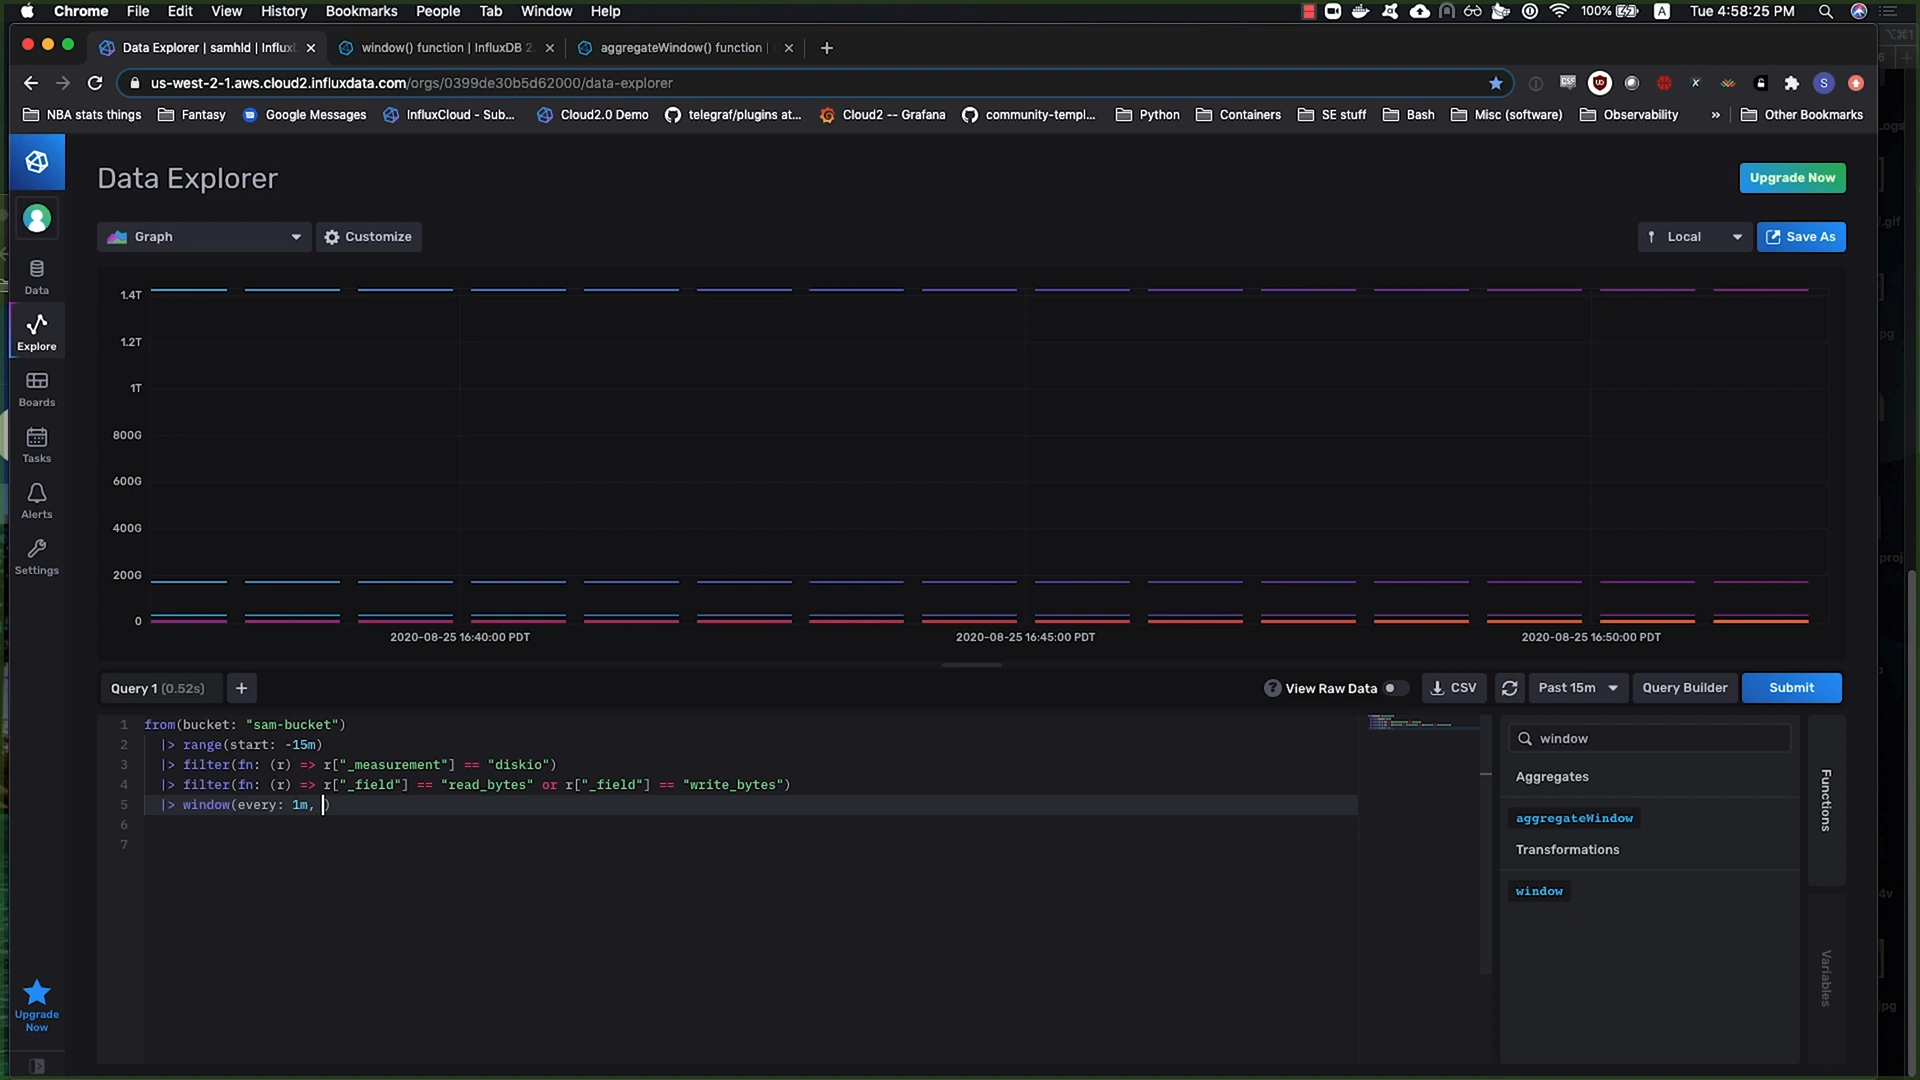 Chrome File Edit View History Bookmarks People Tab Window Help
100% A Tue 4:58:25 PM
Data Explorer | samhld | Influx
window() function | InfluxDB 2.
aggregateWindow() function |
us-west-2-1.aws.cloud2.influxdata.com/orgs/0399de30b5d62000/data-explorer
NBA stats things Fantasy Google Messages InfluxCloud - Sub... Cloud2.0 Demo telegraf/plugins at... Cloud2 -- Grafana community-templ... Python Containers SE stuff Bash Misc (software) Observability » Other Bookmarks
Data Explorer
Upgrade Now
Graph
Customize
Local
Save As
Data
Explore
Boards
Tasks
Alerts
Settings
Upgrade
Now
1.4T
1.2T
1T
800G
600G
400G
200G
0
2020-08-25 16:40:00 PDT
2020-08-25 16:45:00 PDT
2020-08-25 16:50:00 PDT
Query 1 (0.52s)
+
View Raw Data
CSV
Past 15m
Query Builder
Submit
1 from(bucket: "sam-bucket")
2 |> range(start: -15m)
3 |> filter(fn: (r) => r["_measurement"] == "diskio")
4 |> filter(fn: (r) => r["_field"] == "read_bytes" or r["_field"] == "write_bytes")
5 |> window(every: 1m, )
6
7
window
Aggregates
aggregateWindow
Transformations
window
Functions
Variables